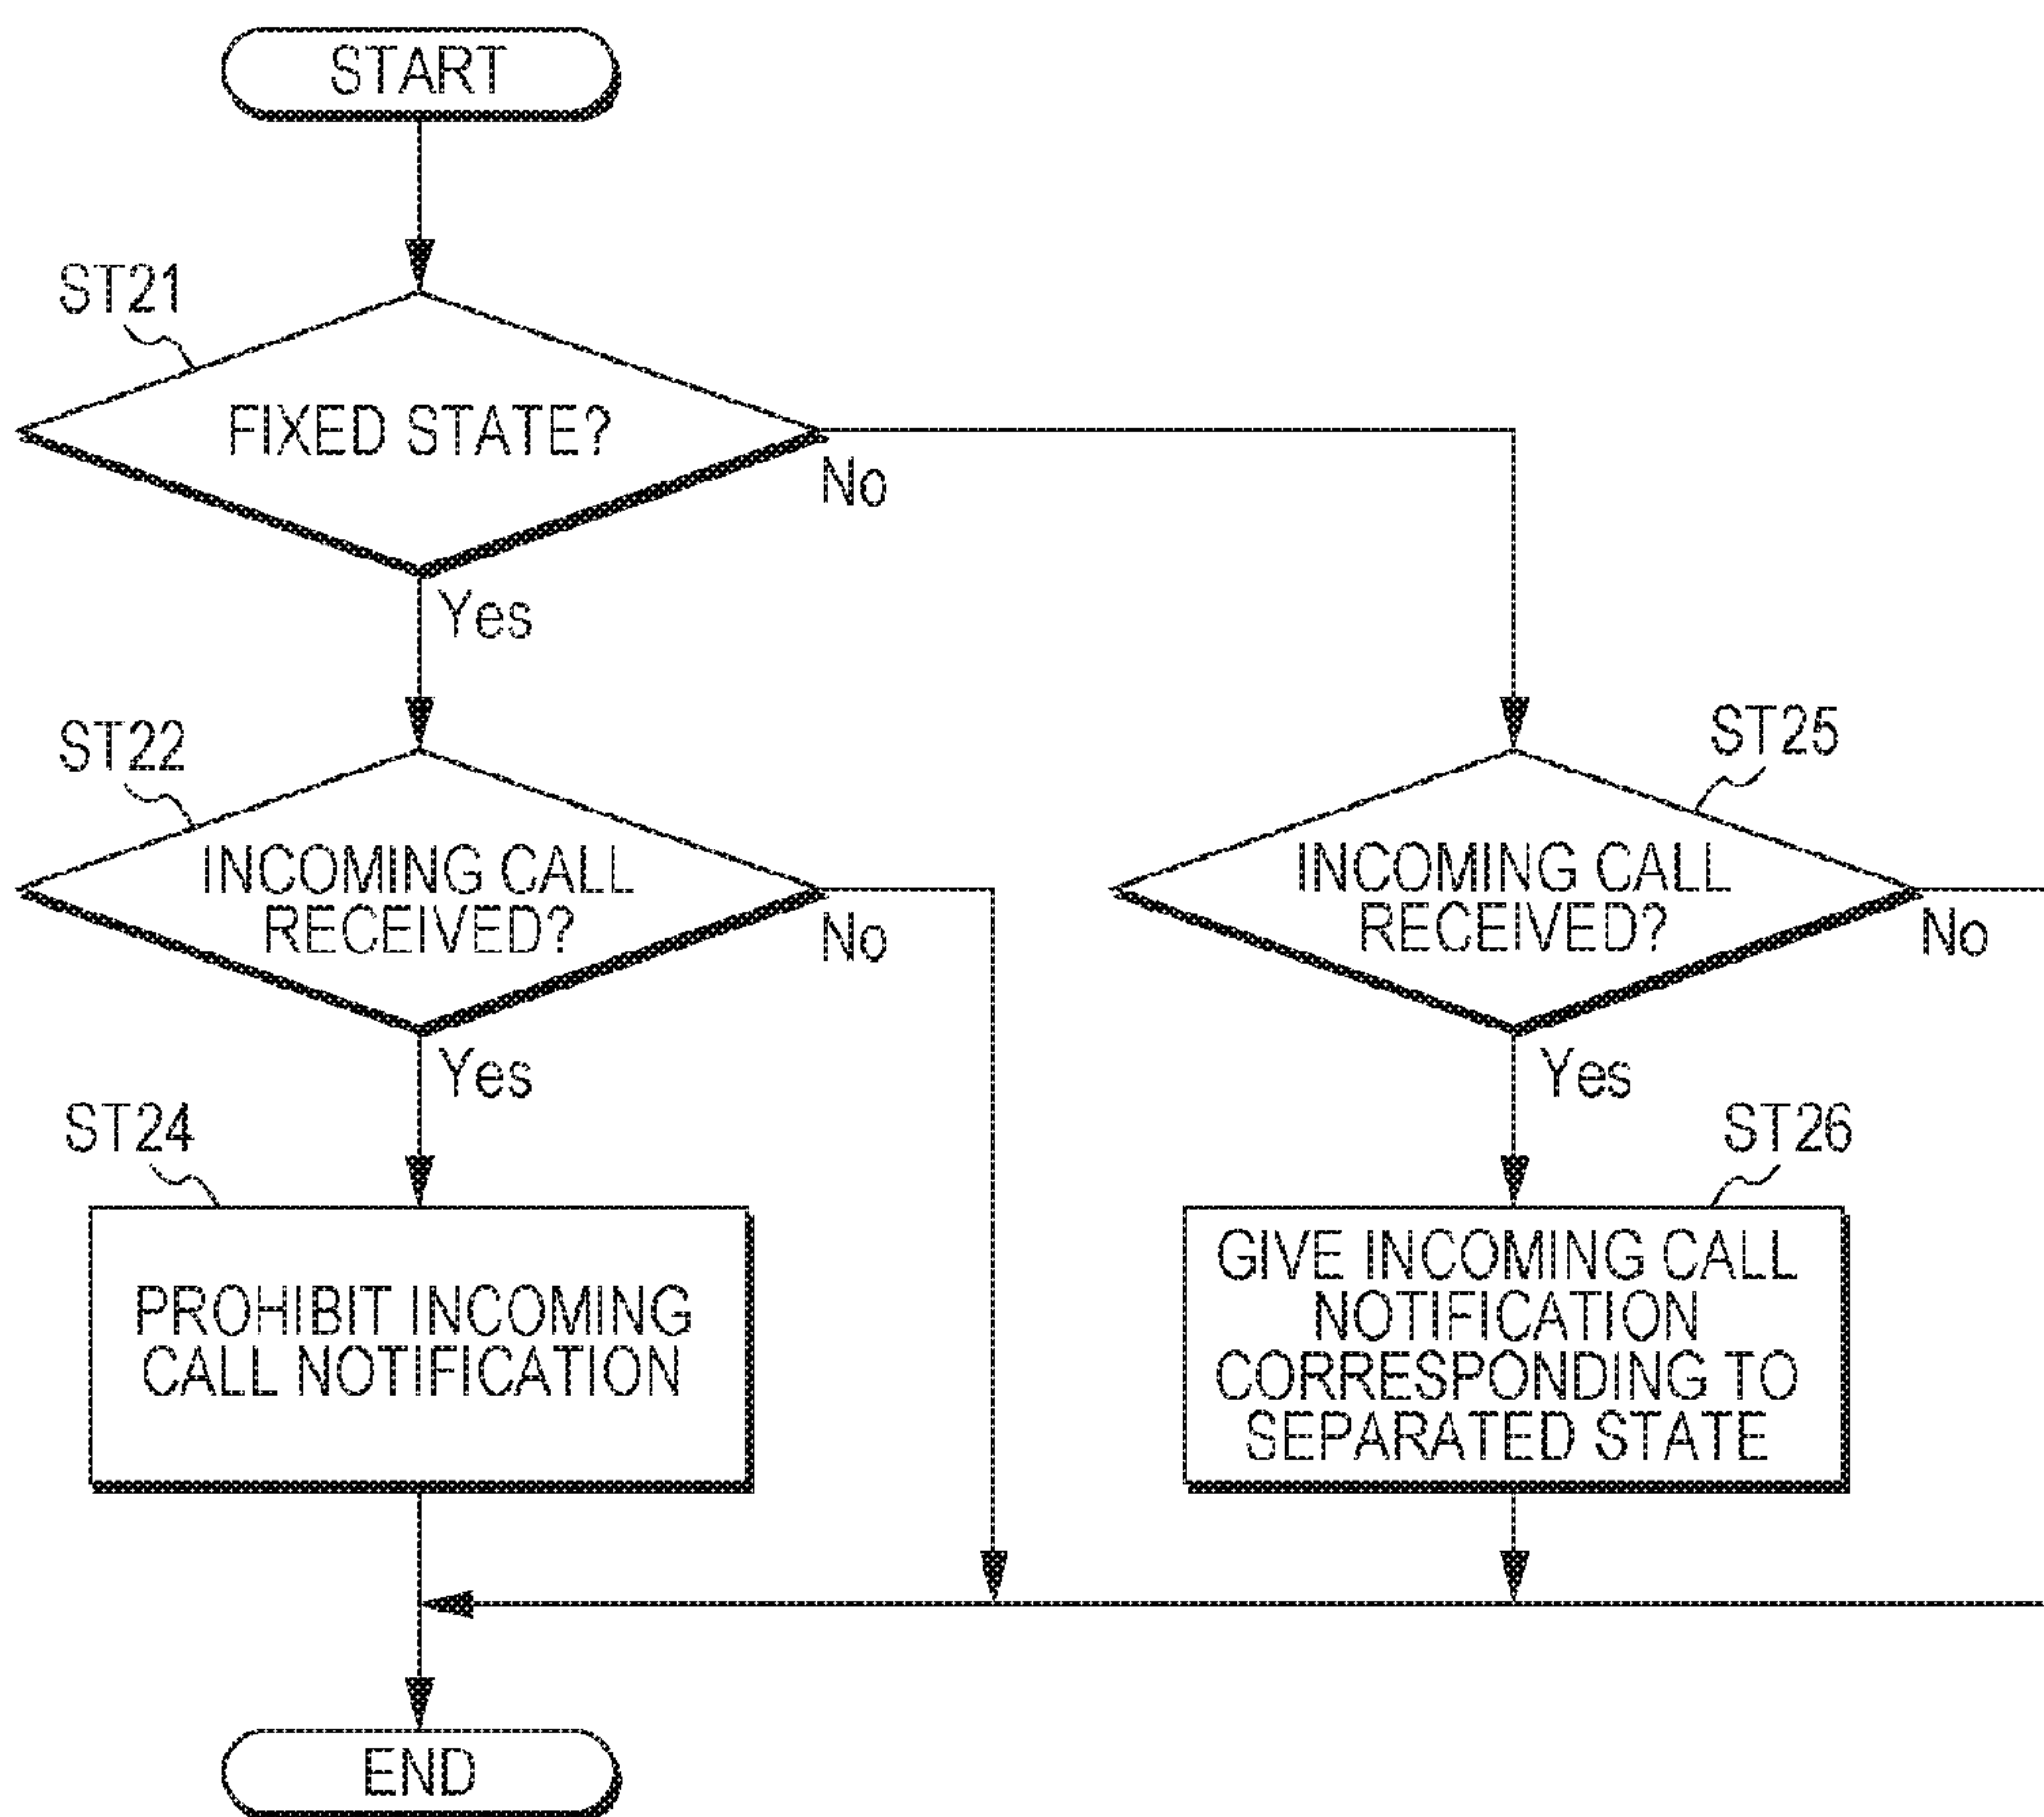 START
ST21
FIXED STATE?
No
Yes
ST22
INCOMING CALL
RECEIVED?
No
Yes
ST25
INCOMING CALL
RECEIVED?
No
Yes
ST24
PROHIBIT INCOMING
CALL NOTIFICATION
ST26
GIVE INCOMING CALL
NOTIFICATION
CORRESPONDING TO
SEPARATED STATE
END